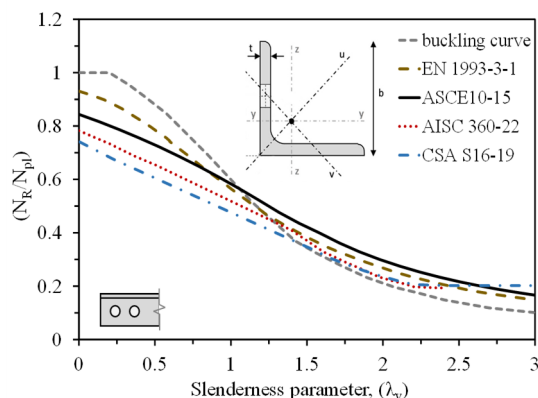 (N_R/N_pl)
1.2
1
0.8
0.6
0.4
0.2
0
0
0.5
1
1.5
2
2.5
3
Slenderness parameter, (λ_v)
t
z
u
b
y
y
z
v
buckling curve
EN 1993-3-1
ASCE10-15
AISC 360-22
CSA S16-19